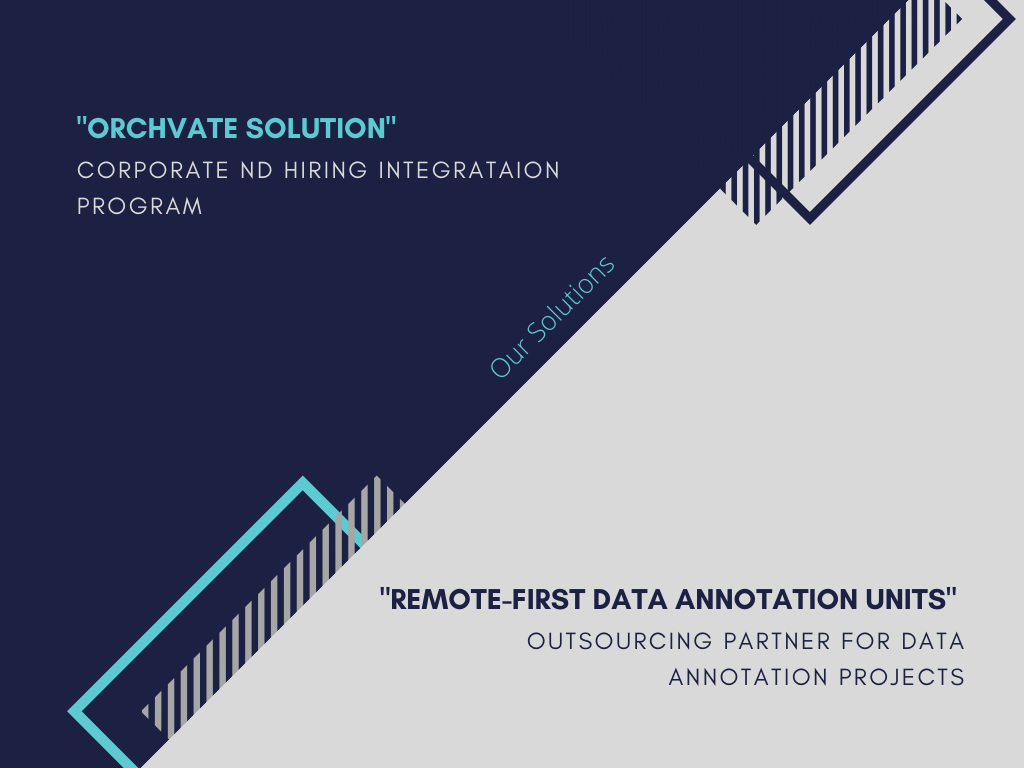 "ORCHVATE SOLUTION"
CORPORATE ND HIRING INTEGRATAION
PROGRAM
Our Solutions
"REMOTE-FIRST DATA ANNOTATION UNITS"
OUTSOURCING PARTNER FOR DATA
ANNOTATION PROJECTS